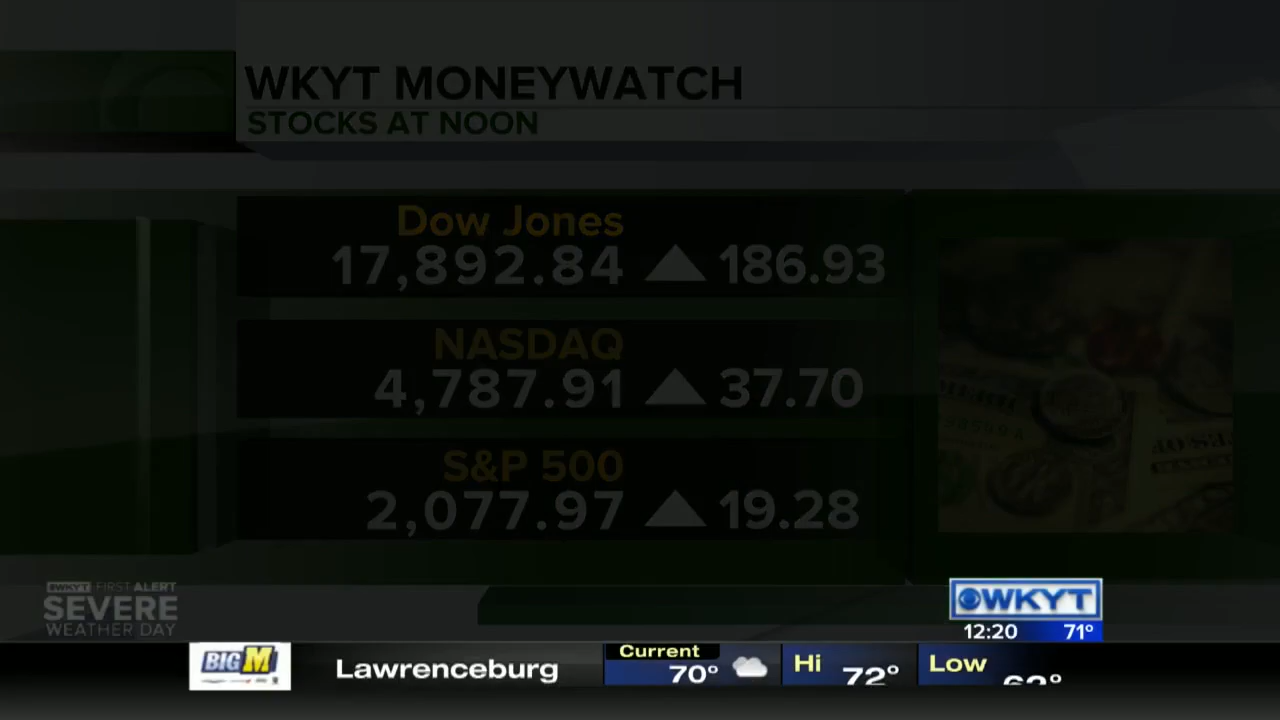 WKYT MONEYWATCH
STOCKS AT NOON
Dow Jones
17,892.84 ▲ 186.93
NASDAQ
4,787.91 ▲ 37.70
S&P 500
2,077.97 ▲ 19.28
WKYT FIRST ALERT
SEVERE
WEATHER DAY
WKYT
12:20 71°
BIG M
Lawrenceburg
Current
70°
Hi 72°
Low